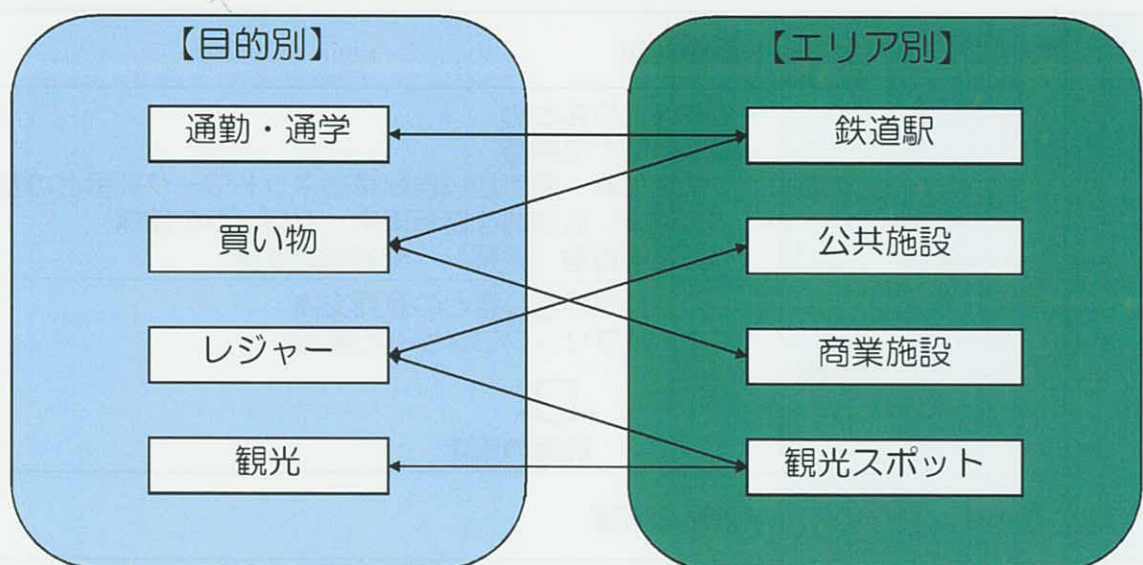 【目的別】
通勤・通学
買い物
レジャー
観光
【エリア別】
鉄道駅
公共施設
商業施設
観光スポット